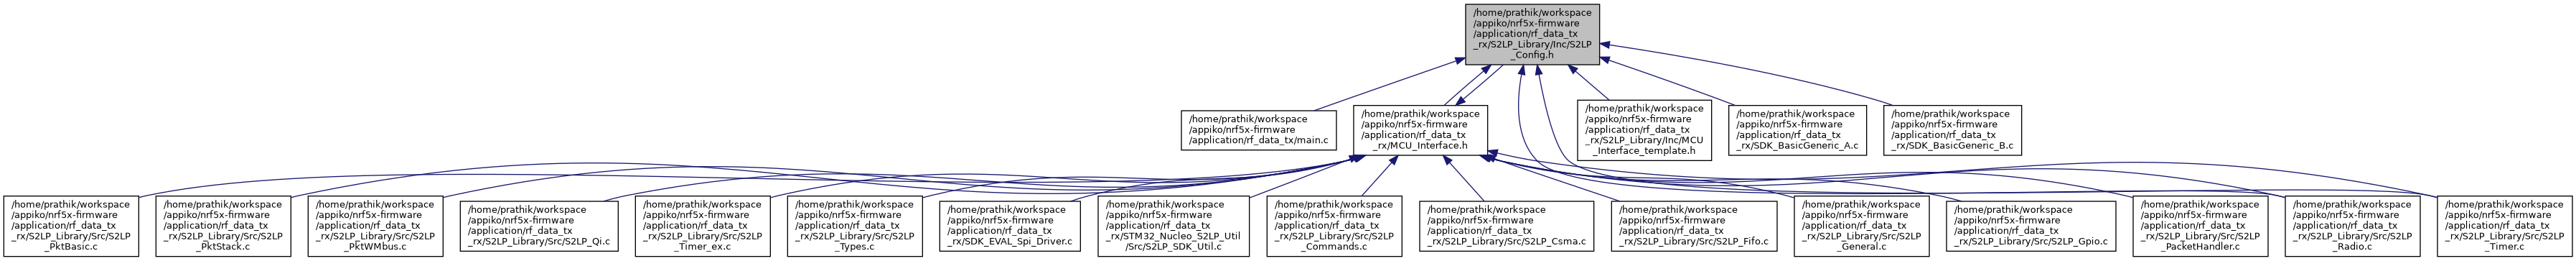 /home/prathik/workspace
/appiko/nrf5x-firmware
/application/rf_data_tx
_rx/S2LP_Library/Inc/S2LP
_Config.h
/home/prathik/workspace
/appiko/nrf5x-firmware
/application/rf_data_tx/main.c
/home/prathik/workspace
/appiko/nrf5x-firmware
/application/rf_data_tx
_rx/MCU_Interface.h
/home/prathik/workspace
/appiko/nrf5x-firmware
/application/rf_data_tx
_rx/S2LP_Library/Inc/MCU
_Interface_template.h
/home/prathik/workspace
/appiko/nrf5x-firmware
/application/rf_data_tx
_rx/SDK_BasicGeneric_A.c
/home/prathik/workspace
/appiko/nrf5x-firmware
/application/rf_data_tx
_rx/SDK_BasicGeneric_B.c
/home/prathik/workspace
/appiko/nrf5x-firmware
/application/rf_data_tx
_rx/S2LP_Library/Src/S2LP
_PktBasic.c
/home/prathik/workspace
/appiko/nrf5x-firmware
/application/rf_data_tx
_rx/S2LP_Library/Src/S2LP
_PktStack.c
/home/prathik/workspace
/appiko/nrf5x-firmware
/application/rf_data_tx
_rx/S2LP_Library/Src/S2LP
_PktWMbus.c
/home/prathik/workspace
/appiko/nrf5x-firmware
/application/rf_data_tx
_rx/S2LP_Library/Src/S2LP_Qi.c
/home/prathik/workspace
/appiko/nrf5x-firmware
/application/rf_data_tx
_rx/S2LP_Library/Src/S2LP
_Timer_ex.c
/home/prathik/workspace
/appiko/nrf5x-firmware
/application/rf_data_tx
_rx/S2LP_Library/Src/S2LP
_Types.c
/home/prathik/workspace
/appiko/nrf5x-firmware
/application/rf_data_tx
_rx/SDK_EVAL_Spi_Driver.c
/home/prathik/workspace
/appiko/nrf5x-firmware
/application/rf_data_tx
_rx/STM32_Nucleo_S2LP_Util
/Src/S2LP_SDK_Util.c
/home/prathik/workspace
/appiko/nrf5x-firmware
/application/rf_data_tx
_rx/S2LP_Library/Src/S2LP
_Commands.c
/home/prathik/workspace
/appiko/nrf5x-firmware
/application/rf_data_tx
_rx/S2LP_Library/Src/S2LP_Csma.c
/home/prathik/workspace
/appiko/nrf5x-firmware
/application/rf_data_tx
_rx/S2LP_Library/Src/S2LP_Fifo.c
/home/prathik/workspace
/appiko/nrf5x-firmware
/application/rf_data_tx
_rx/S2LP_Library/Src/S2LP
_General.c
/home/prathik/workspace
/appiko/nrf5x-firmware
/application/rf_data_tx
_rx/S2LP_Library/Src/S2LP_Gpio.c
/home/prathik/workspace
/appiko/nrf5x-firmware
/application/rf_data_tx
_rx/S2LP_Library/Src/S2LP
_PacketHandler.c
/home/prathik/workspace
/appiko/nrf5x-firmware
/application/rf_data_tx
_rx/S2LP_Library/Src/S2LP
_Radio.c
/home/prathik/workspace
/appiko/nrf5x-firmware
/application/rf_data_tx
_rx/S2LP_Library/Src/S2LP
_Timer.c